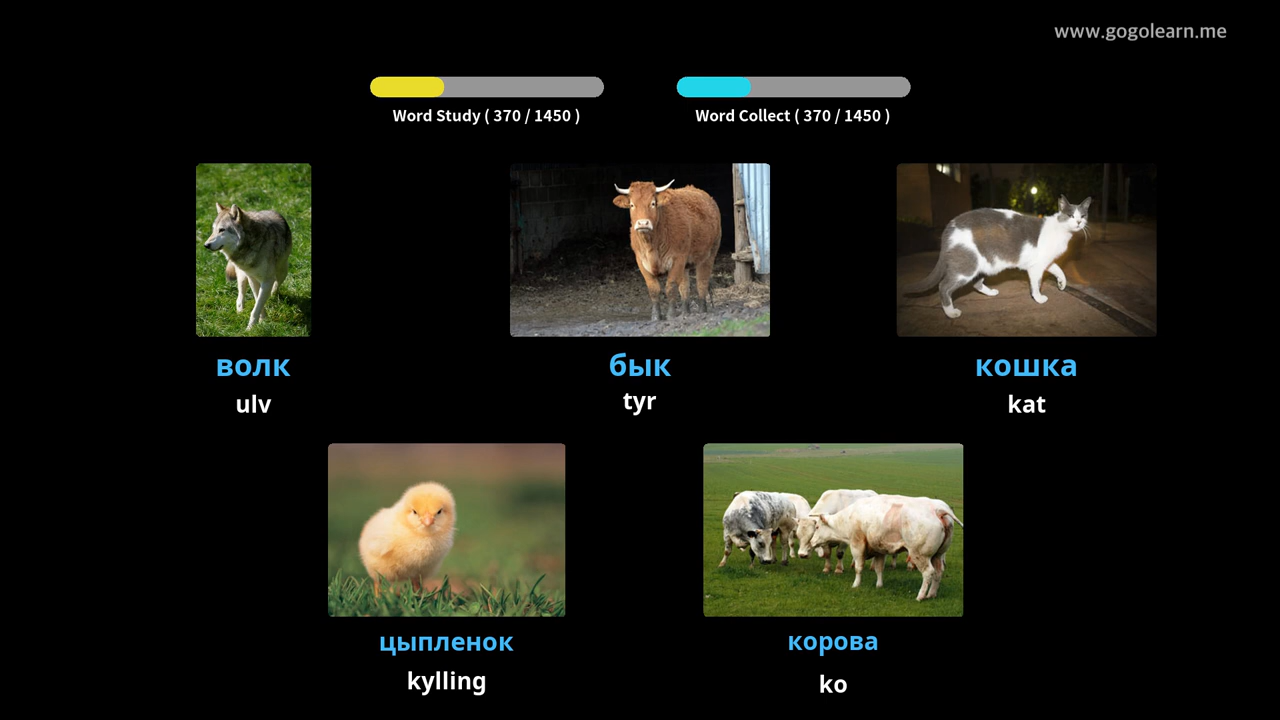 www.gogolearn.me
Word Study ( 370 / 1450 )
Word Collect ( 370 / 1450 )
волк
ulv
бык
tyr
кошка
kat
цыпленок
kylling
корова
ko